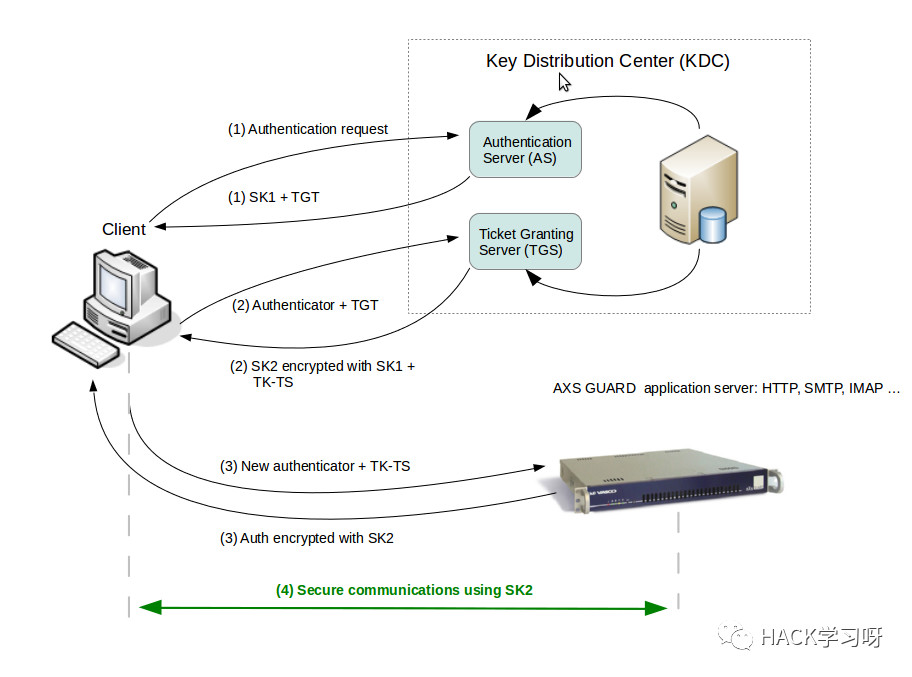 Key Distribution Center (KDC)
(1) Authentication request
Authentication
Server (AS)
(1) SK1 + TGT
Client
Ticket Granting
Server (TGS)
(2) Authenticator + TGT
(2) SK2 encrypted with SK1 +
TK-TS
AXS GUARD application server: HTTP, SMTP, IMAP ...
(3) New authenticator + TK-TS
VASCO
(3) Auth encrypted with SK2
(4) Secure communications using SK2
HACK学习呀